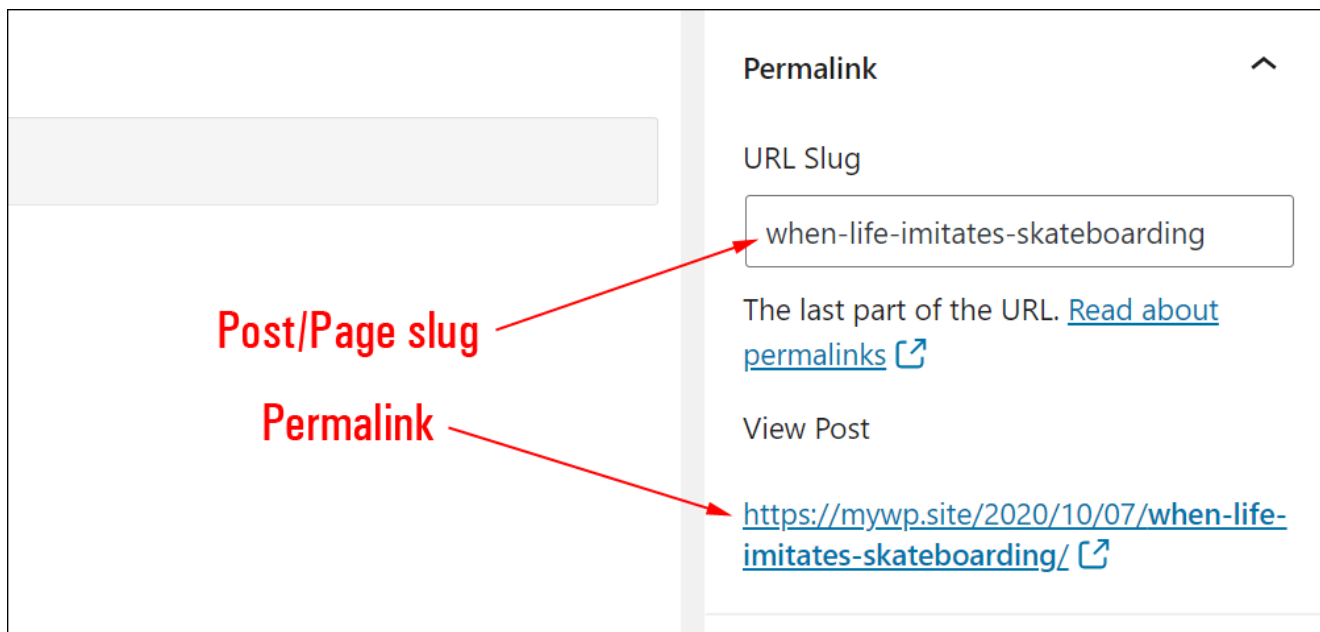 Permalink
URL Slug
when-life-imitates-skateboarding
Post/Page slug
The last part of the URL. Read about
permalinks
Permalink
View Post
https://mywp.site/2020/10/07/when-life-
imitates-skateboarding/